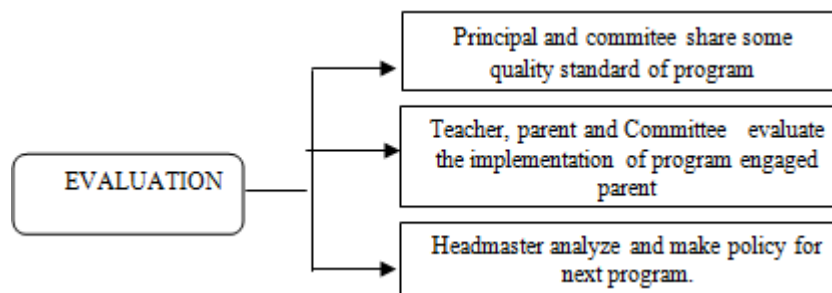 Principal and commitee share some
quality standard of program
Teacher, parent and Committee evaluate
the implementation of program engaged
parent
EVALUATION
Headmaster analyze and make policy for
next program.